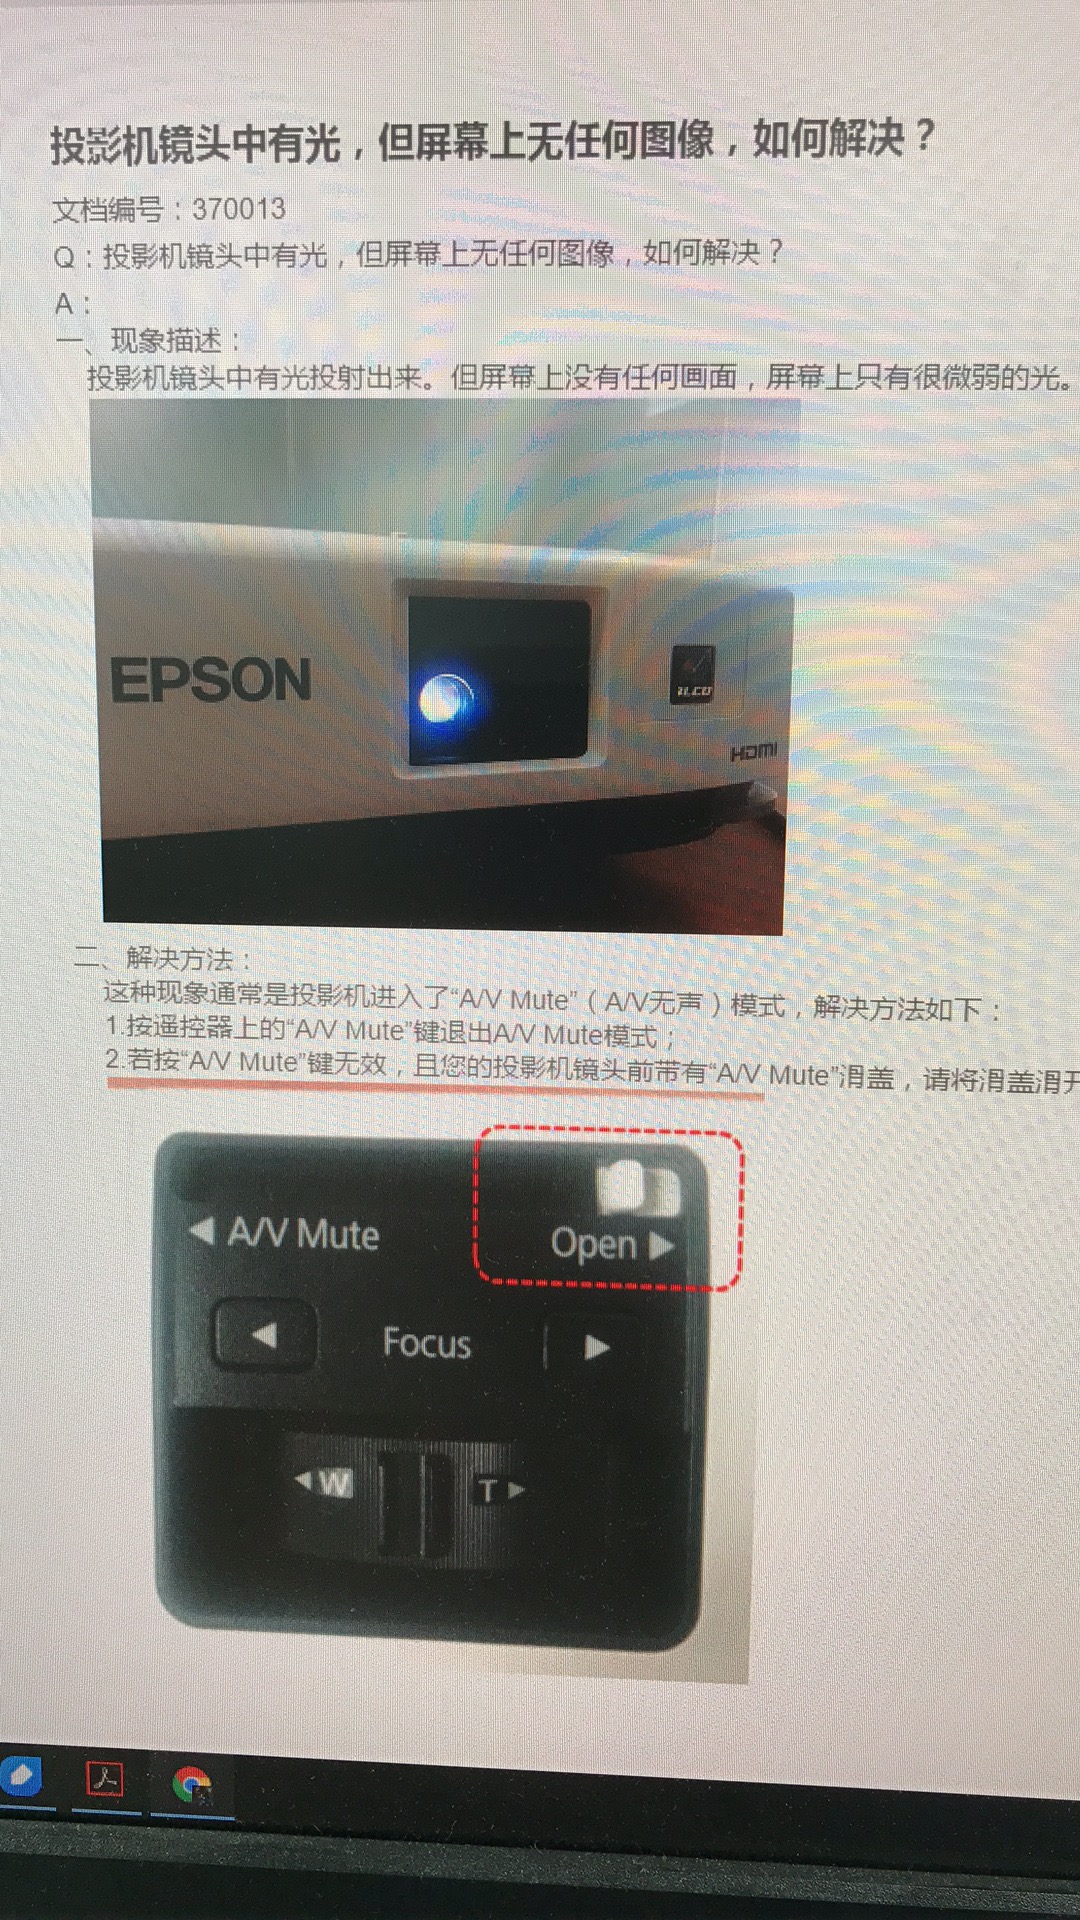 投影机镜头中有光，但屏幕上无任何图像，如何解决？
文档编号：370013
Q：投影机镜头中有光，但屏幕上无任何图像，如何解决？
A：
一、现象描述：
投影机镜头中有光投射出来。但屏幕上没有任何画面，屏幕上只有很微弱的光。
EPSON
HDMI
二、解决方法：
这种现象通常是投影机进入了“A/V Mute”（A/V无声）模式，解决方法如下：
1.按遥控器上的“A/V Mute”键退出A/V Mute模式；
2.若按“A/V Mute”键无效，且您的投影机镜头前带有“A/V Mute”滑盖，请将滑盖滑开
◀ A/V Mute
Open ▶
◀ Focus ▶
◀W T▶